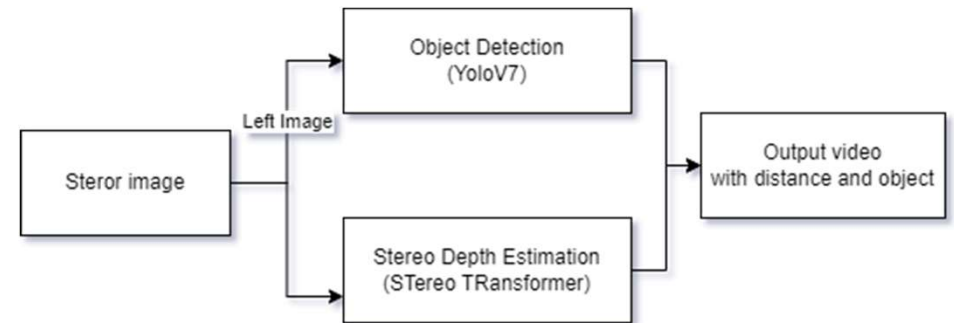 Object Detection
(YoloV7)
Left Image
Steror image
Output video
with distance and object
Stereo Depth Estimation
(STereo TRansformer)